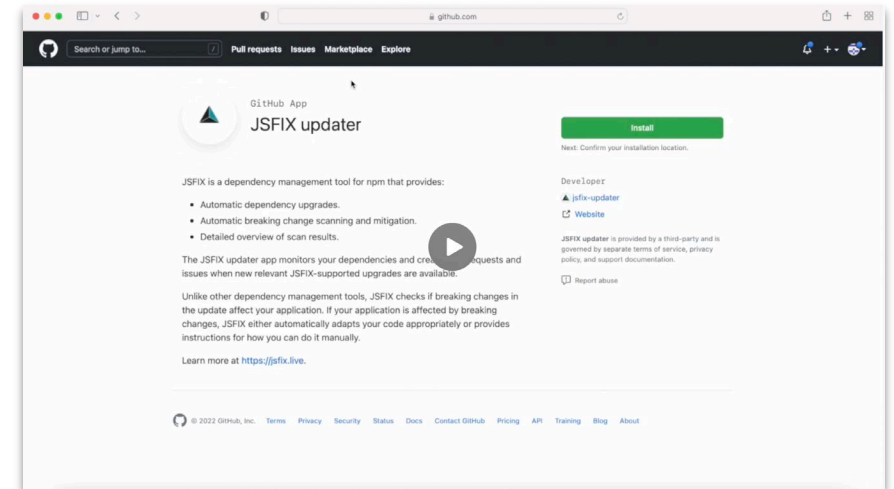 github.com
Search or jump to... /
Pull requests Issues Marketplace Explore
GitHub App
JSFIX updater
JSFIX is a dependency management tool for npm that provides:
• Automatic dependency upgrades.
• Automatic breaking change scanning and mitigation.
• Detailed overview of scan results.
The JSFIX updater app monitors your dependencies and equests and
issues when new relevant JSFIX-supported upgrades are available.
Unlike other dependency management tools, JSFIX checks if breaking changes in
the update affect your application. If your application is affected by breaking
changes, JSFIX either automatically adapts your code appropriately or provides
instructions for how you can do it manually.
Learn more at https://jsfix.live.
Install
Next: Confirm your installation location.
Developer
jsfix-updater
Website
JSFIX updater is provided by a third-party and is
governed by separate terms of service, privacy
policy, and support documentation.
Report abuse
© 2022 GitHub, Inc. Terms Privacy Security Status Docs Contact GitHub Pricing API Training Blog About